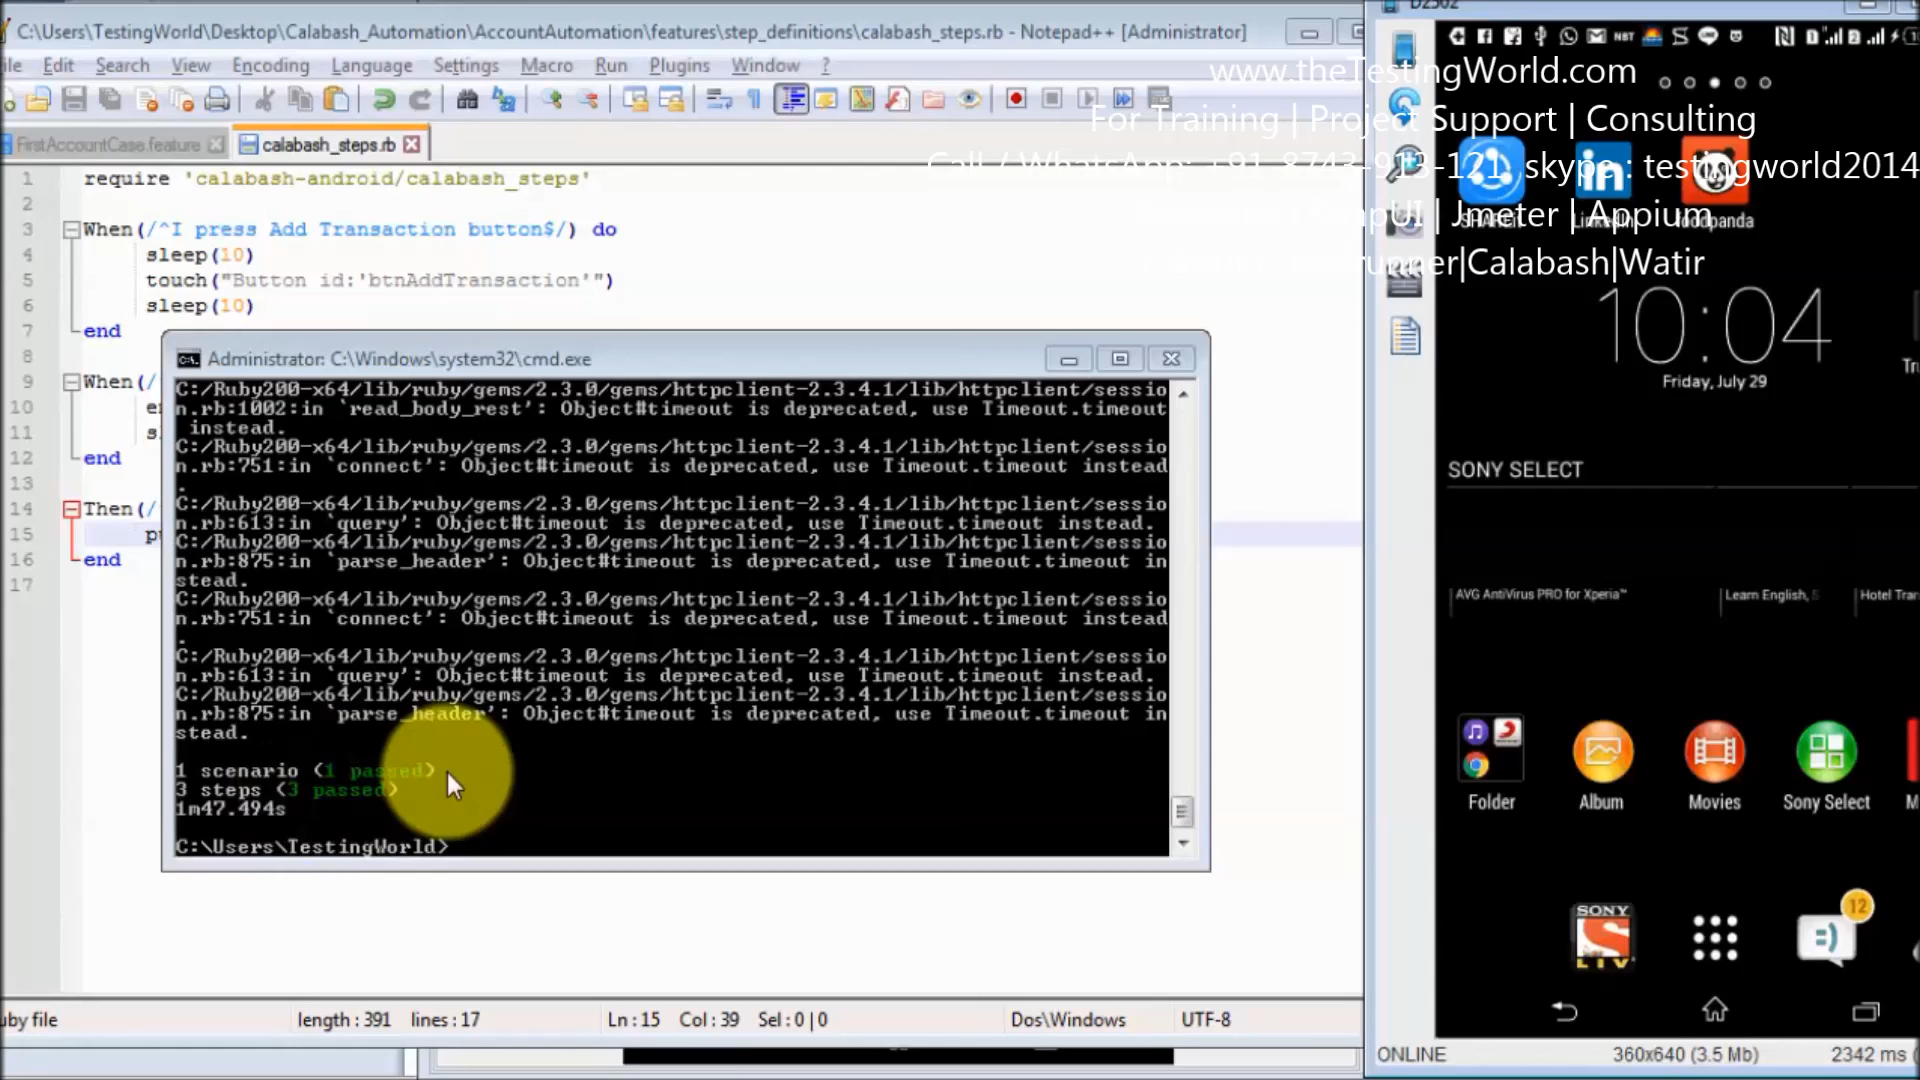 C:\Users\TestingWorld\Desktop\Calabash_Automation\AccountAutomation\features\step_definitions\calabash_steps.rb - Notepad++ [Administrator]
ile Edit Search View Encoding Language Settings Macro Run Plugins Window ?
FirstAccountCase.feature
calabash_steps.rb
1 require 'calabash-android/calabash_steps'
2
3 When(/^I press Add Transaction button$/) do
4 sleep(10)
5 touch("Button id:'btnAddTransaction'")
6 sleep(10)
7 end
8
9 When(/
10
11
12 end
13
14 Then(/
15
16 end
17
Administrator: C:\Windows\system32\cmd.exe
C:/Ruby200-x64/lib/ruby/gems/2.3.0/gems/httpclient-2.3.4.1/lib/httpclient/sessio
n.rb:1002:in `read_body_rest': Object#timeout is deprecated, use Timeout.timeout
instead.
C:/Ruby200-x64/lib/ruby/gems/2.3.0/gems/httpclient-2.3.4.1/lib/httpclient/sessio
n.rb:751:in `connect': Object#timeout is deprecated, use Timeout.timeout instead
.
C:/Ruby200-x64/lib/ruby/gems/2.3.0/gems/httpclient-2.3.4.1/lib/httpclient/sessio
n.rb:613:in `query': Object#timeout is deprecated, use Timeout.timeout instead.
C:/Ruby200-x64/lib/ruby/gems/2.3.0/gems/httpclient-2.3.4.1/lib/httpclient/sessio
n.rb:875:in `parse_header': Object#timeout is deprecated, use Timeout.timeout in
stead.
C:/Ruby200-x64/lib/ruby/gems/2.3.0/gems/httpclient-2.3.4.1/lib/httpclient/sessio
n.rb:751:in `connect': Object#timeout is deprecated, use Timeout.timeout instead
.
C:/Ruby200-x64/lib/ruby/gems/2.3.0/gems/httpclient-2.3.4.1/lib/httpclient/sessio
n.rb:613:in `query': Object#timeout is deprecated, use Timeout.timeout instead.
C:/Ruby200-x64/lib/ruby/gems/2.3.0/gems/httpclient-2.3.4.1/lib/httpclient/sessio
n.rb:875:in `parse_header': Object#timeout is deprecated, use Timeout.timeout in
stead.
1 scenario (1 passed)
3 steps (3 passed)
1m47.494s
C:\Users\TestingWorld>
uby file length : 391 lines : 17 Ln : 15 Col : 39 Sel : 0 | 0 Dos\Windows UTF-8
D2502
www.theTestingWorld.com
For Training | Project Support | Consulting
Call / WhatsApp: +91-8743-913-121 skype : testingworld2014
| Jmeter | Appium
|Calabash|Watir
SHAREit
LinkedIn
foodpanda
10:04
Friday, July 29
SONY SELECT
AVG AntiVirus PRO for Xperia™
Learn English,
Hotel
Folder
Album
Movies
Sony Select
SONY
LIV
12
ONLINE 360x640 (3.5 Mb) 2342 ms